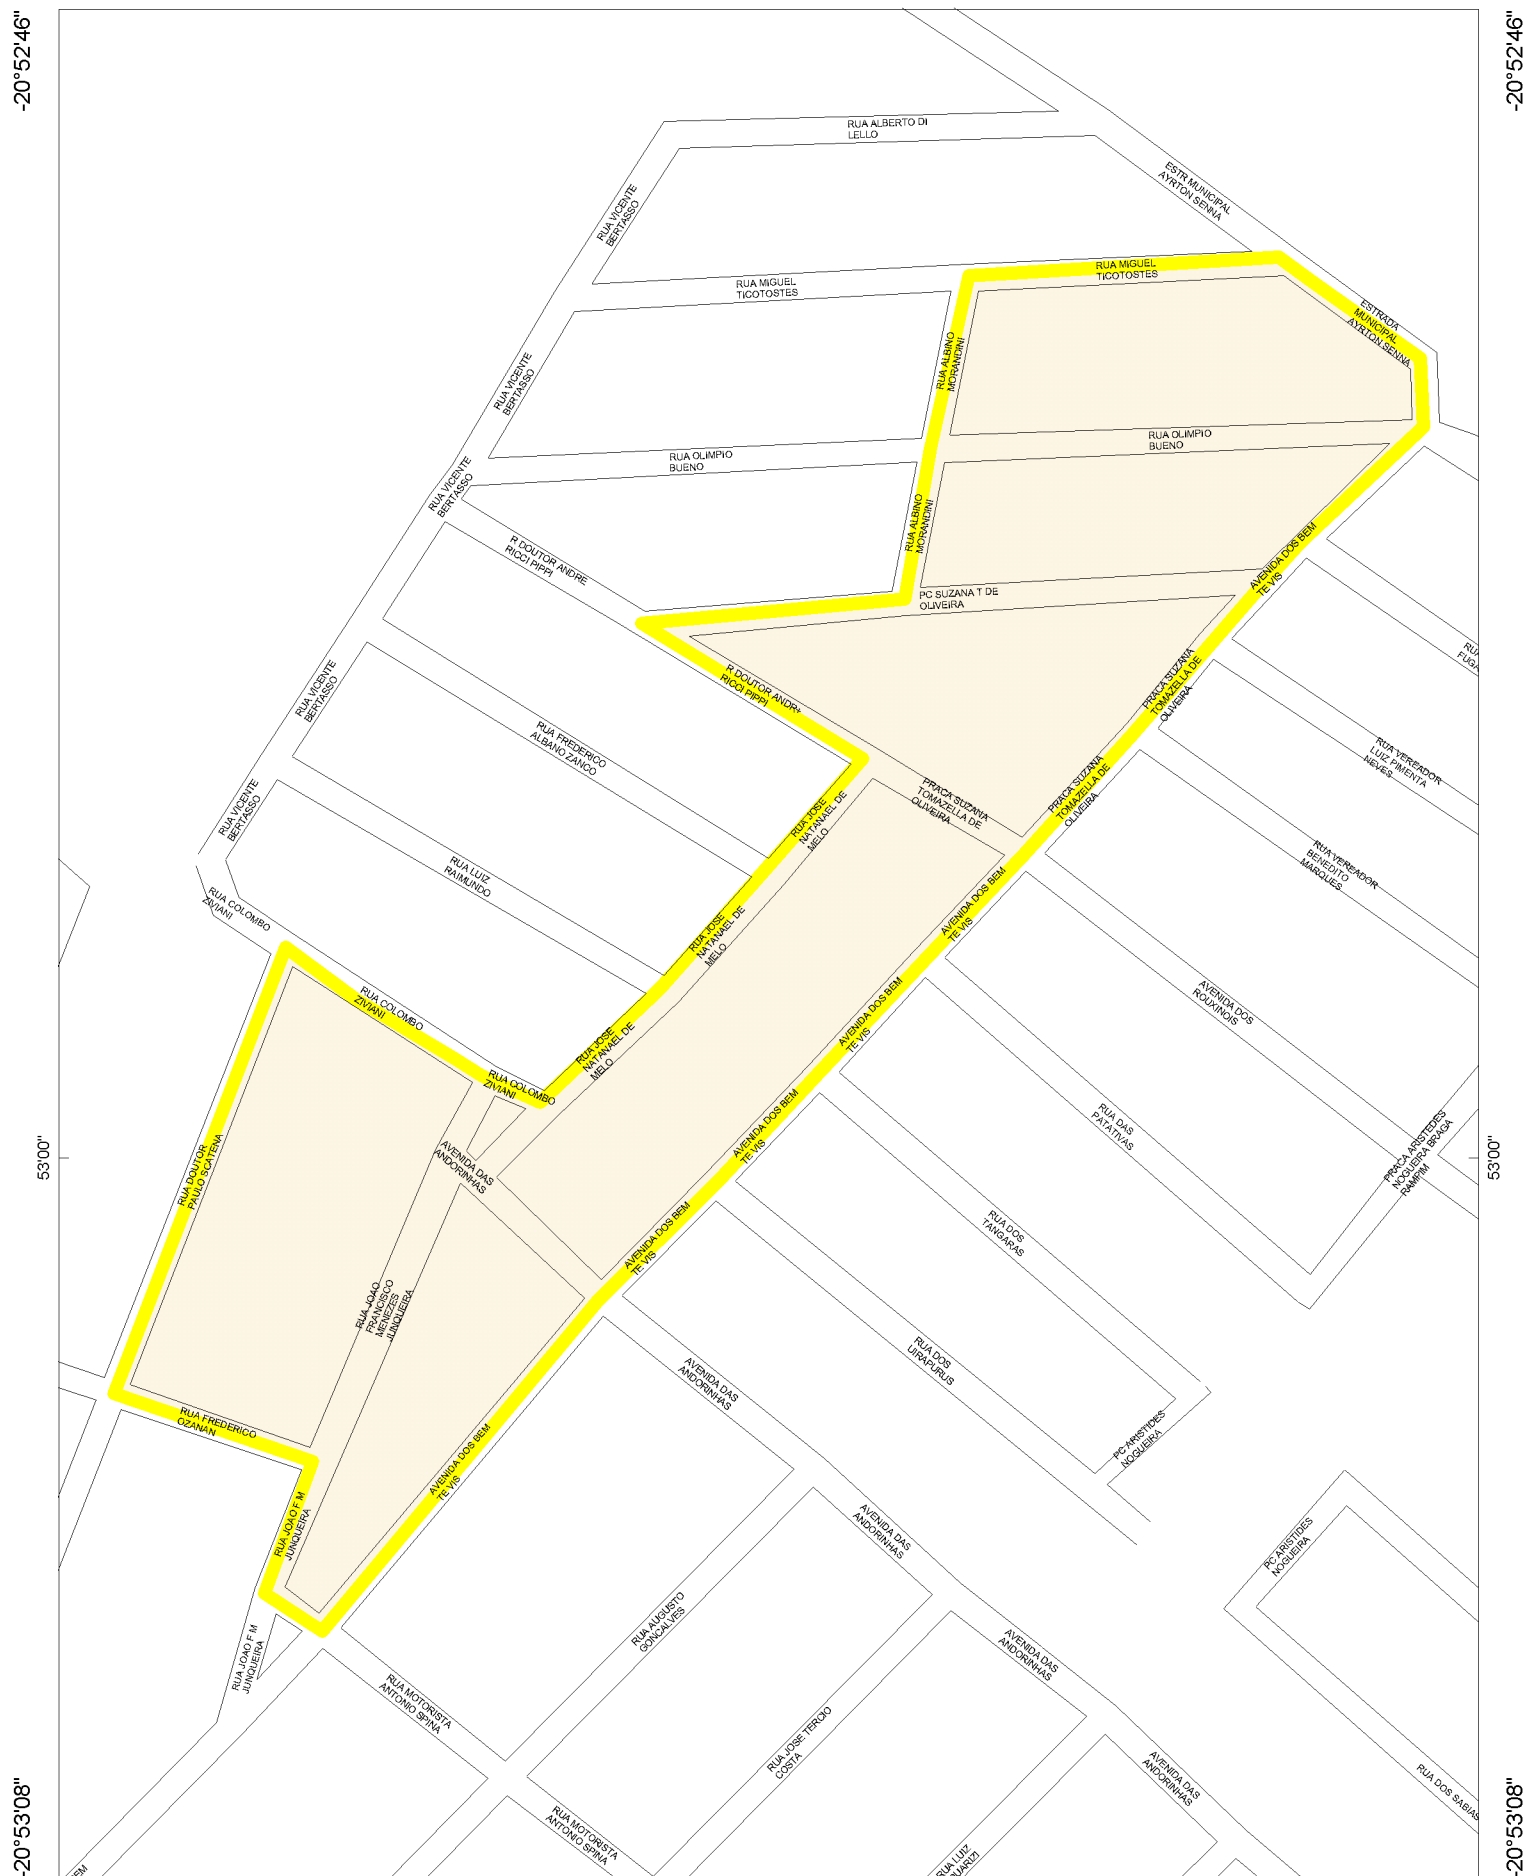 -20°52'46"
-20°52'46"
RUA ALBERTO DI
LELLO
ESTR MUNICIPAL
AYRTON SENNA
RUA VICENTE
BERTASSO
RUA MIGUEL
TICOTOSTES
RUA MIGUEL
TICOTOSTES
ESTRADA
MUNICIPAL
AYRTON SENNA
RUA ALBINO
MORANDINI
RUA VICENTE
BERTASSO
RUA OLIMPIO
BUENO
RUA OLIMPIO
BUENO
RUA VICENTE
BERTASSO
RUA ALBINO
MORANDINI
R DOUTOR ANDRE
RICCI PIPPI
AVENIDA DOS BEM
TE VIS
PC SUZANA T DE
OLIVEIRA
RUA VICENTE
BERTASSO
R DOUTOR ANDR+
RICCI PIPPI
PRACA SUZANA
TOMAZELLA DE
OLIVEIRA
RUA FREDERICO
ALBANO ZANCO
RUA VEREADOR
LUIZ PIMENTA
NEVES
PRACA SUZANA
TOMAZELLA DE
OLIVEIRA
PRACA SUZANA
TOMAZELLA DE
OLIVEIRA
RUA VICENTE
BERTASSO
RUA JOSE
NATANAEL DE
MELO
RUA LUIZ
RAIMUNDO
RUA VEREADOR
BENEDITO
MARQUES
RUA COLOMBO
ZIVIANI
AVENIDA DOS BEM
TE VIS
RUA JOSE
NATANAEL DE
MELO
RUA COLOMBO
ZIVIANI
AVENIDA DOS BEM
TE VIS
AVENIDA DOS
ROUXINOIS
RUA JOSE
NATANAEL DE
MELO
RUA COLOMBO
ZIVIANI
AVENIDA DOS BEM
TE VIS
RUA DAS
PATATIVAS
PRACA ARISTEDES
NOGUEIRA BRAGA
RAMPIM
53'00"
53'00"
RUA DOUTOR
PAULO SCATENA
AVENIDA DAS
ANDORINHAS
AVENIDA DOS BEM
TE VIS
RUA DOS
TANGARAS
RUA JOAO
FRANCISCO
MENEZES
JUNQUEIRA
RUA DOS
UIRAPURUS
AVENIDA DAS
ANDORINHAS
RUA FREDERICO
OZANAN
AVENIDA DOS BEM
TE VIS
PC ARISTIDES
NOGUEIRA
RUA JOAO F M
JUNQUEIRA
AVENIDA DAS
ANDORINHAS
PC ARISTIDES
NOGUEIRA
RUA AUGUSTO
GONCALVES
RUA JOAO F M
JUNQUEIRA
AVENIDA DAS
ANDORINHAS
RUA MOTORISTA
ANTONIO SPINA
RUA JOSE TERCIO
COSTA
AVENIDA DAS
ANDORINHAS
RUA DOS SABIAS
RUA MOTORISTA
ANTONIO SPINA
RUA LUIZ
-20°53'08"
-20°53'08"